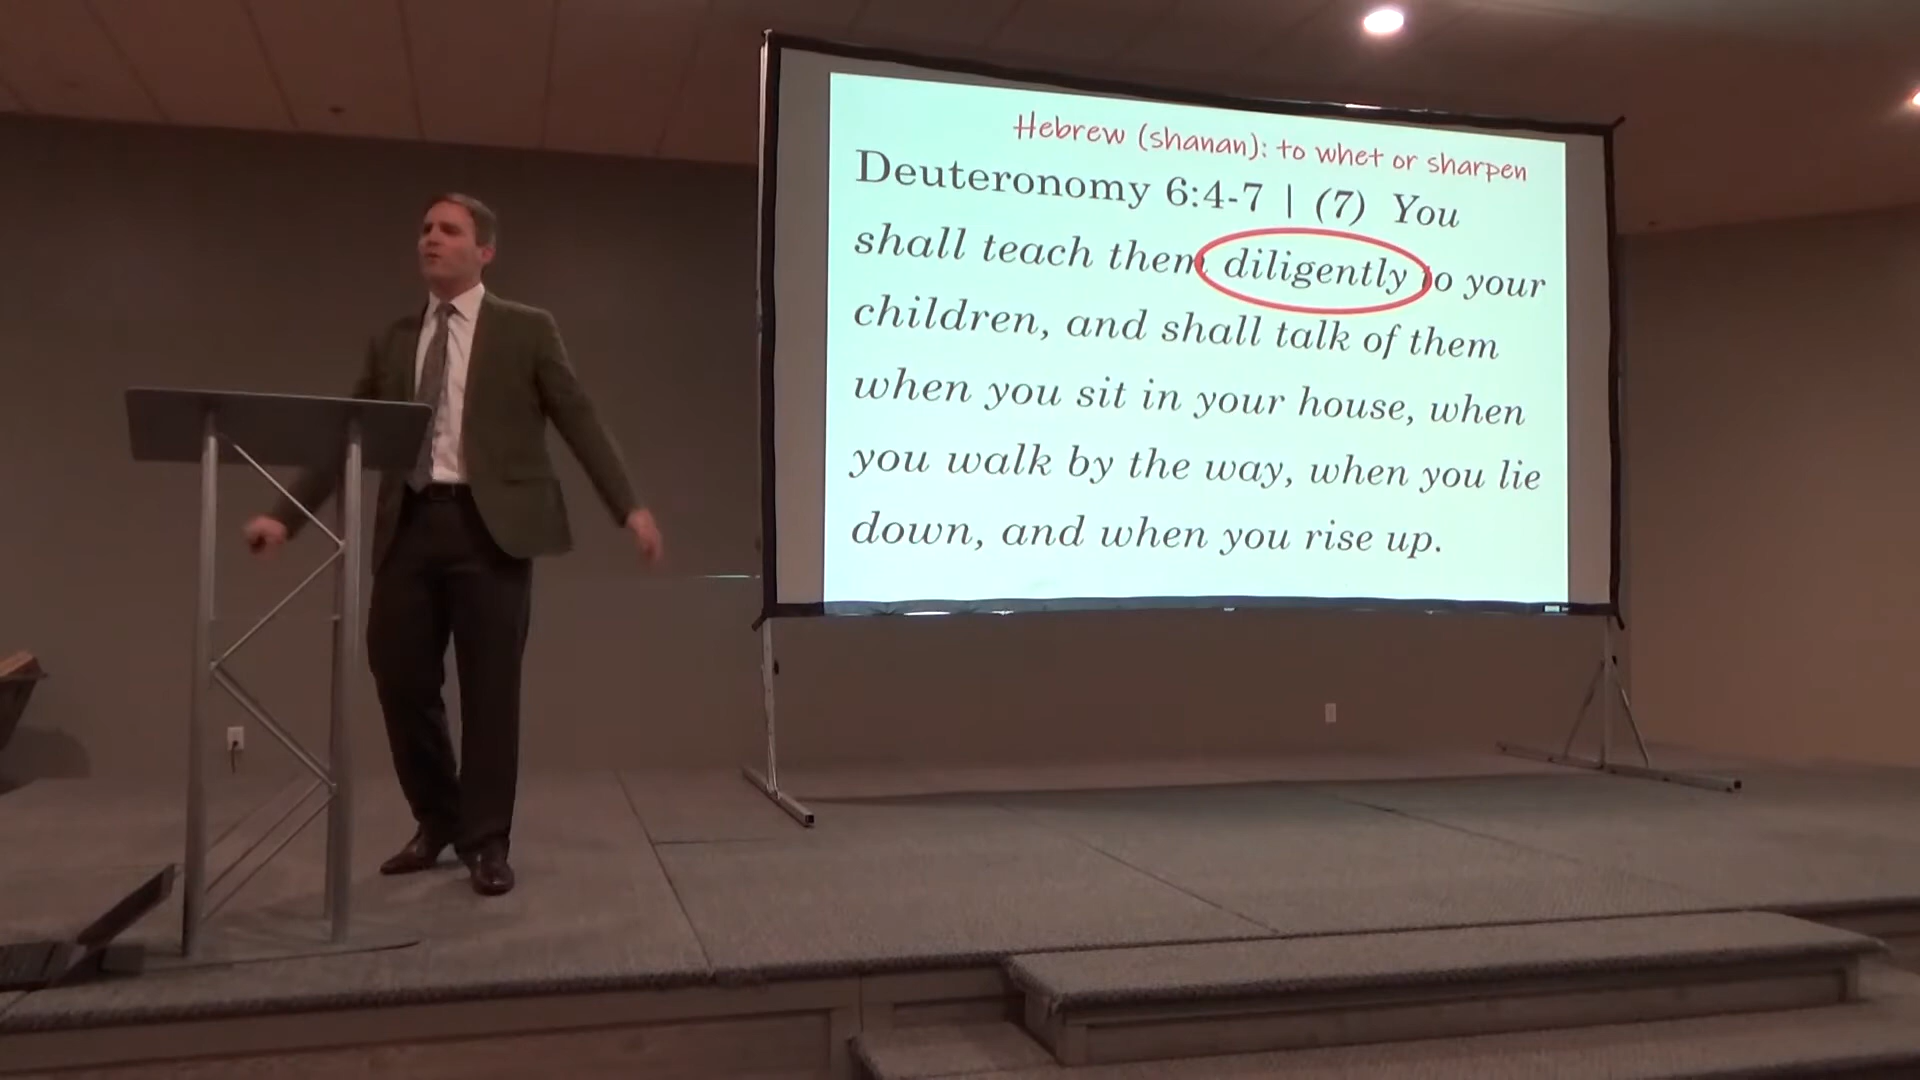 Hebrew (shanan): to whet or sharpen
Deuteronomy 6:4-7 | (7) You
shall teach them diligently to your
children, and shall talk of them
when you sit in your house, when
you walk by the way, when you lie
down, and when you rise up.